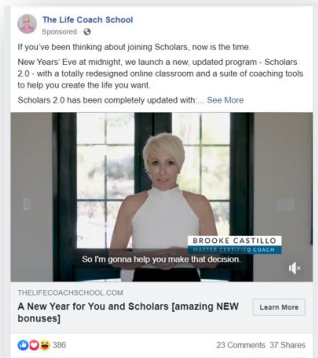 The Life Coach School
Sponsored ·
If you've been thinking about joining Scholars, now is the time.
New Years' Eve at midnight, we launch a new, updated program - Scholars
2.0 - with a totally redesigned online classroom and a suite of coaching tools
to help you create the life you want.
Scholars 2.0 has been completely updated with:... See More
BROOKE CASTILLO
MASTER CERTIFIED COACH
So I'm gonna help you make that decision.
THELIFECOACHSCHOOL.COM
A New Year for You and Scholars [amazing NEW
bonuses]
Learn More
386
23 Comments 37 Shares